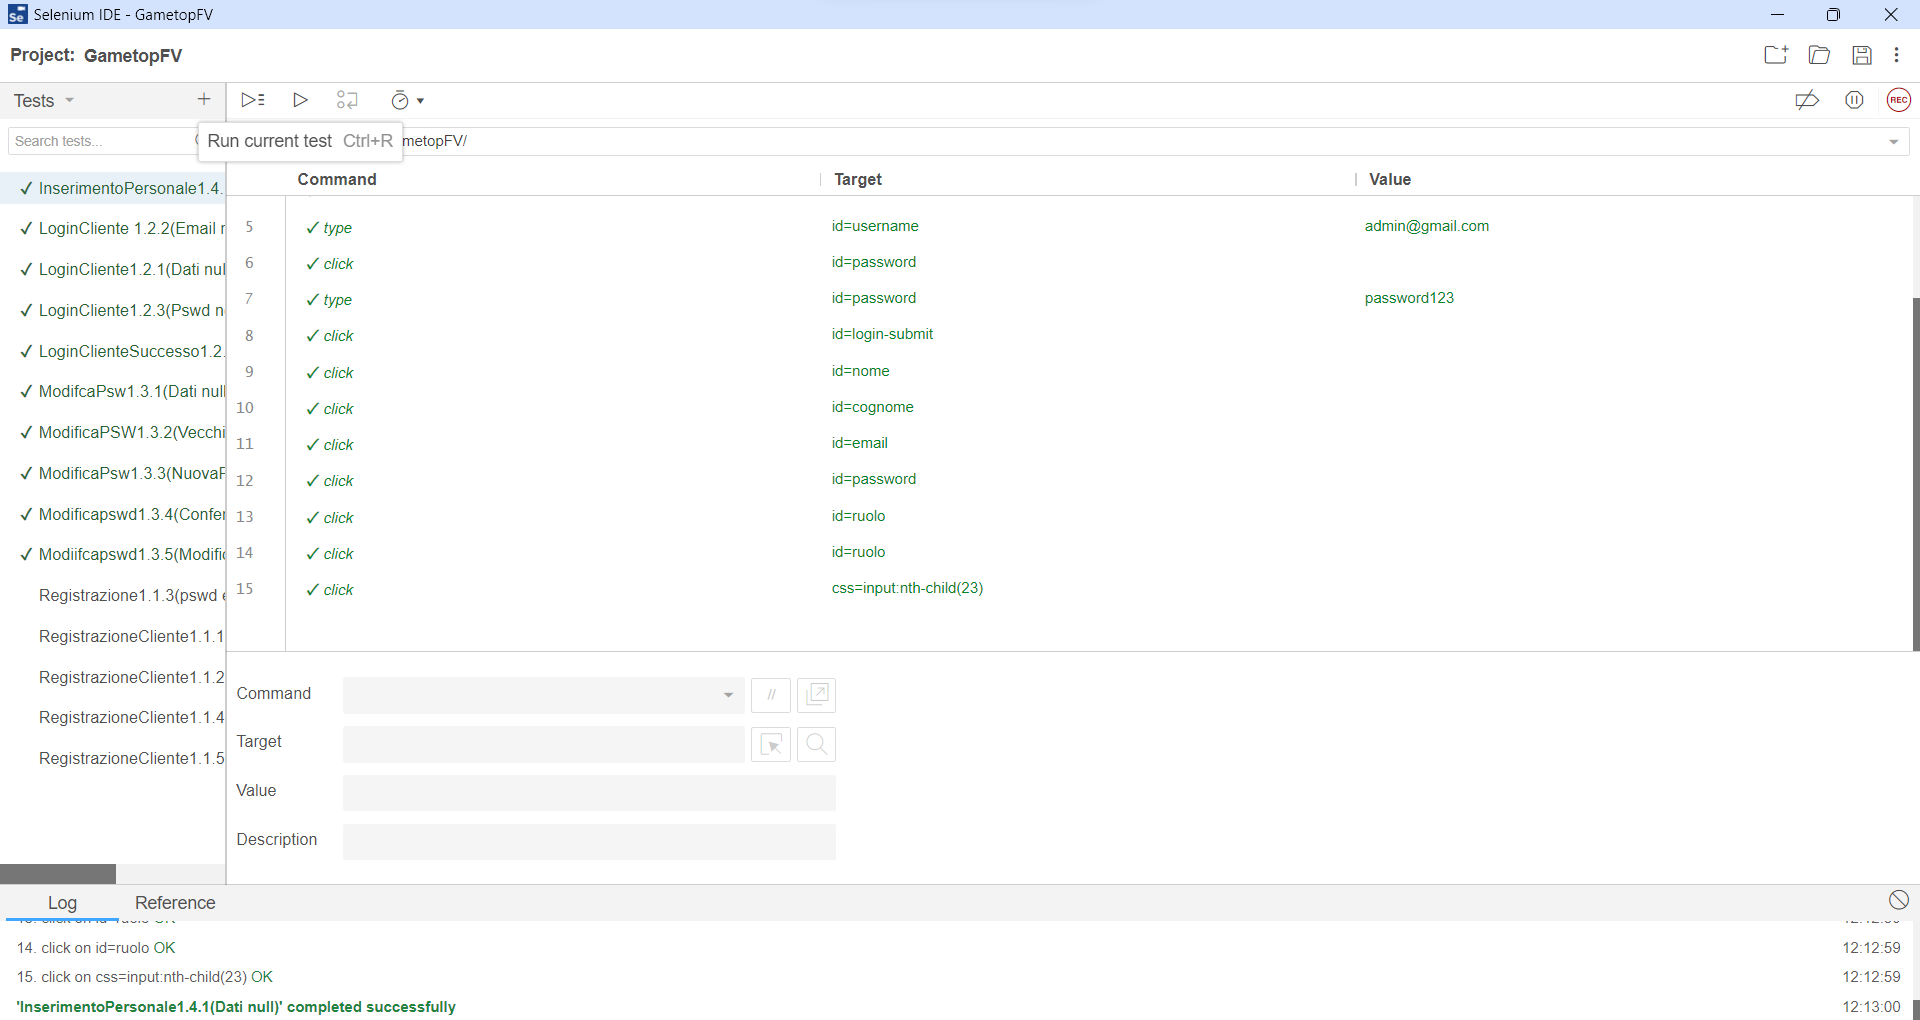 Selenium IDE - GametopFV
Project: GametopFV
Tests
REC
Search tests...
Run current test Ctrl+R
metopFV/
Command Target Value
InserimentoPersonale1.4.
LoginCliente 1.2.2(Email
LoginCliente1.2.1(Dati nul
LoginCliente1.2.3(Pswd n
LoginClienteSuccesso1.2.
ModifcaPsw1.3.1(Dati null
ModificaPSW1.3.2(Vecchi
ModificaPsw1.3.3(Nuova
Modificapswd1.3.4(Confe
Modiifcapswd1.3.5(Modifi
Registrazione1.1.3(pswd
RegistrazioneCliente1.1.1
RegistrazioneCliente1.1.2
RegistrazioneCliente1.1.4
RegistrazioneCliente1.1.5
5 ✓ type id=username admin@gmail.com
6 ✓ click id=password
7 ✓ type id=password password123
8 ✓ click id=login-submit
9 ✓ click id=nome
10 ✓ click id=cognome
11 ✓ click id=email
12 ✓ click id=password
13 ✓ click id=ruolo
14 ✓ click id=ruolo
15 ✓ click css=input:nth-child(23)
Command //
Target
Value
Description
Log Reference
14. click on id=ruolo OK 12:12:59
15. click on css=input:nth-child(23) OK 12:12:59
'InserimentoPersonale1.4.1(Dati null)' completed successfully 12:13:00